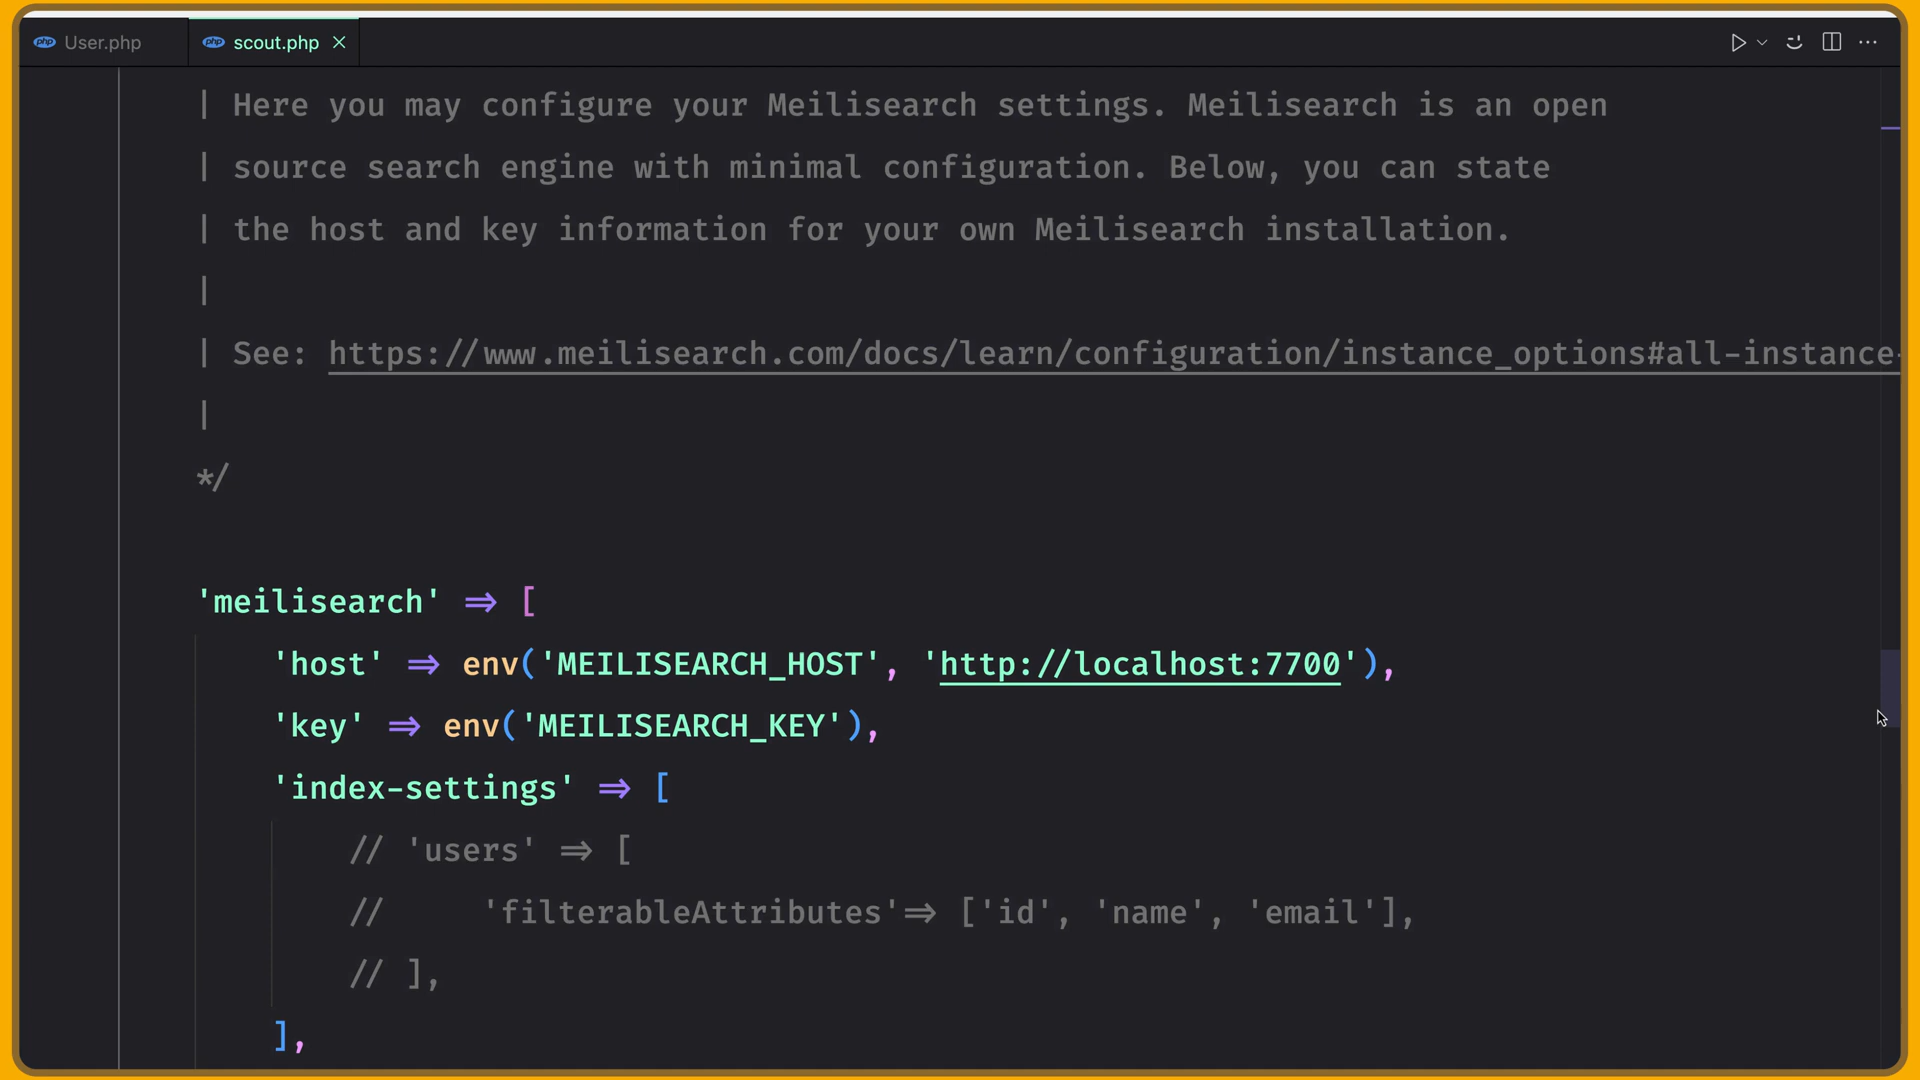 php User.php
php scout.php
| Here you may configure your Meilisearch settings. Meilisearch is an open
| source search engine with minimal configuration. Below, you can state
| the host and key information for your own Meilisearch installation.
|
| See: https://www.meilisearch.com/docs/learn/configuration/instance_options#all-instance-
|
*/
'meilisearch' => [
'host' => env('MEILISEARCH_HOST', 'http://localhost:7700'),
'key' => env('MEILISEARCH_KEY'),
'index-settings' => [
// 'users' => [
//     'filterableAttributes'=> ['id', 'name', 'email'],
// ],
],